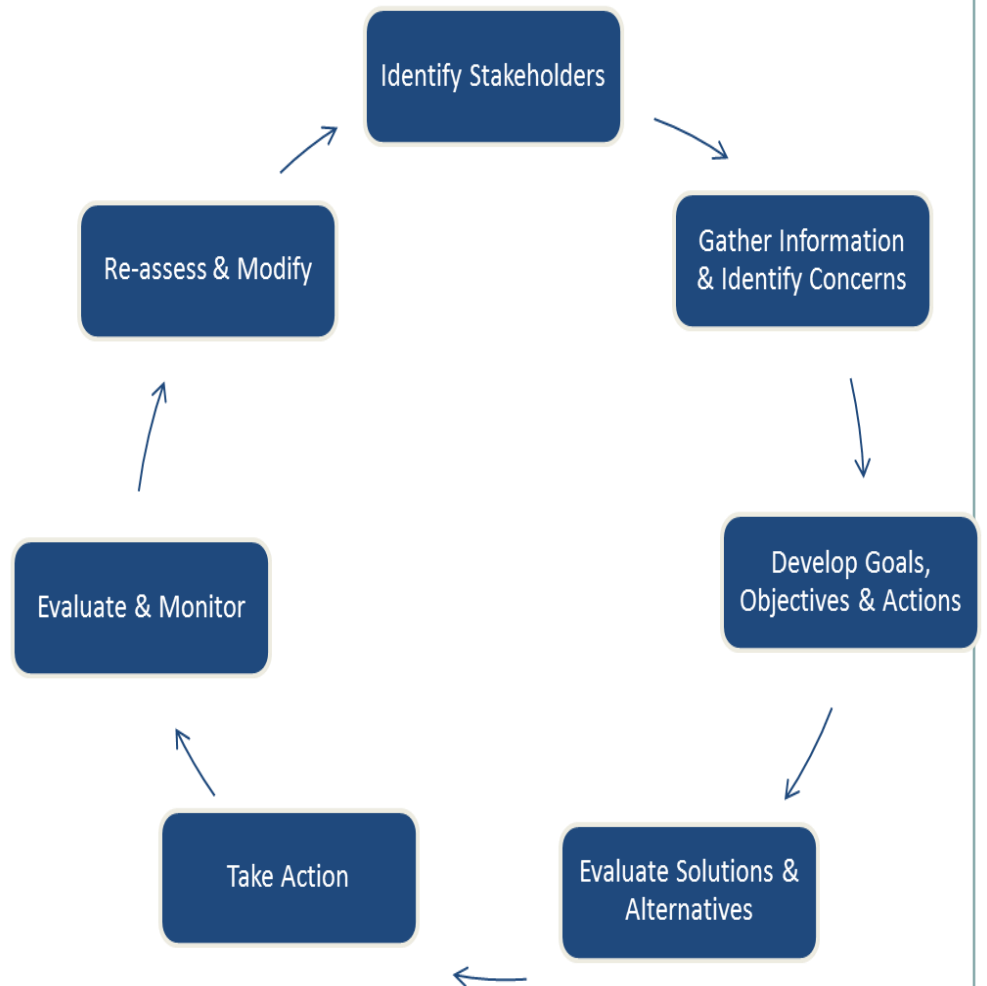 Identify Stakeholders
Gather Information
& Identify Concerns
Develop Goals,
Objectives & Actions
Evaluate Solutions &
Alternatives
Take Action
Evaluate & Monitor
Re-assess & Modify